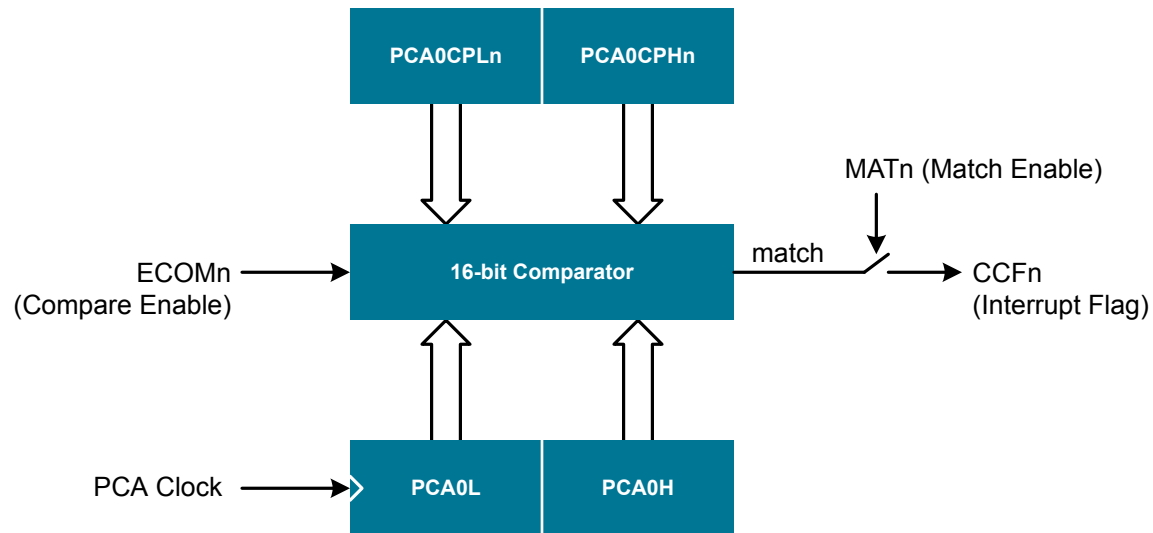 PCA0CPLn
PCA0CPHn
MATn (Match Enable)
ECOMn
(Compare Enable)
16-bit Comparator
match
CCFn
(Interrupt Flag)
PCA Clock
PCA0L
PCA0H